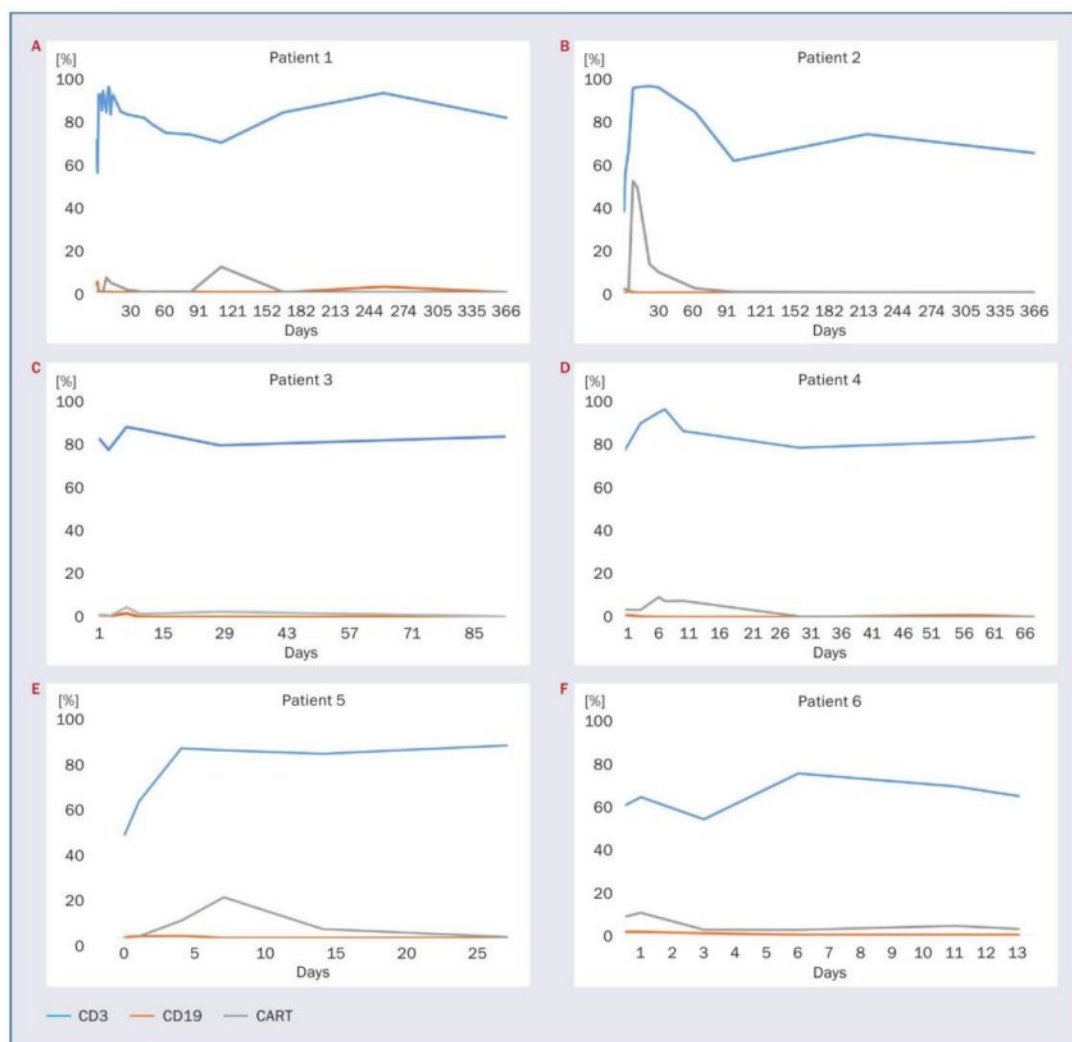 A
Patient 1
[%]
100
80
60
40
20
0
30 60 91 121 152 182 213 244 274 305 335 366
Days
B
Patient 2
[%]
100
80
60
40
20
0
30 60 91 121 152 182 213 244 274 305 335 366
Days
C
Patient 3
[%]
100
80
60
40
20
0
1 15 29 43 57 71 85
Days
D
Patient 4
[%]
100
80
60
40
20
0
1 6 11 16 21 26 31 36 41 46 51 56 61 66
Days
E
Patient 5
[%]
100
80
60
40
20
0
0 5 10 15 20 25
Days
F
Patient 6
[%]
100
80
60
40
20
0
1 2 3 4 5 6 7 8 9 10 11 12 13
Days
CD3 CD19 CART